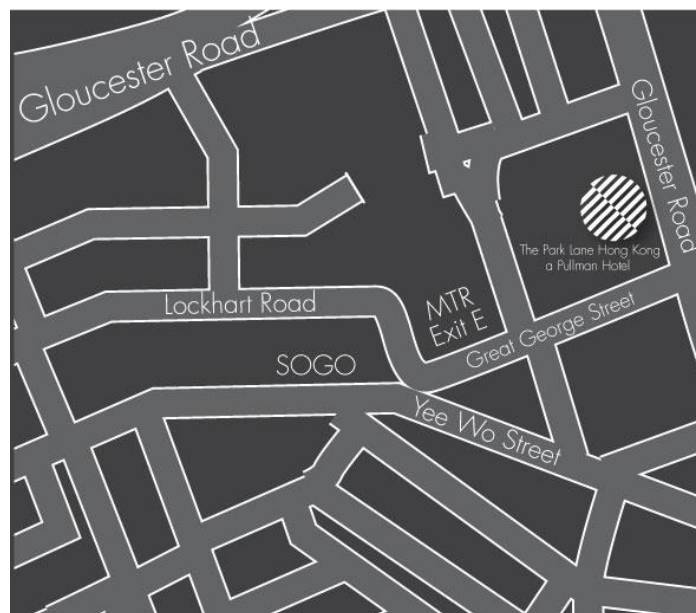 Gloucester Road
Gloucester Road
The Park Lane Hong Kong
a Pullman Hotel
Lockhart Road
MTR
Exit E
Great George Street
SOGO
Yee Wo Street